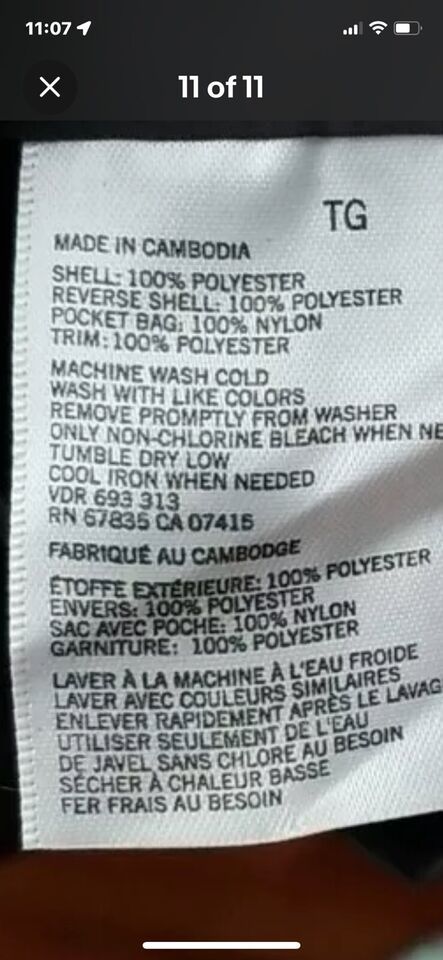 11:07
11 of 11
TG
MADE IN CAMBODIA
SHELL: 100% POLYESTER
REVERSE SHELL: 100% POLYESTER
POCKET BAG: 100% NYLON
TRIM: 100% POLYESTER
MACHINE WASH COLD
WASH WITH LIKE COLORS
REMOVE PROMPTLY FROM WASHER
ONLY NON-CHLORINE BLEACH WHEN NE
TUMBLE DRY LOW
COOL IRON WHEN NEEDED
VDR 693 313
RN 67835 CA 07415
FABRIQUÉ AU CAMBODGE
ÉTOFFE EXTÉRIEURE: 100% POLYESTER
ENVERS: 100% POLYESTER
SAC AVEC POCHE: 100% NYLON
GARNITURE: 100% POLYESTER
LAVER À LA MACHINE À L'EAU FROIDE
LAVER AVEC COULEURS SIMILAIRES
ENLEVER RAPIDEMENT APRÈS LE LAVAG
UTILISER SEULEMENT DE L'EAU
DE JAVEL SANS CHLORE AU BESOIN
SÉCHER À CHALEUR BASSE
FER FRAIS AU BESOIN